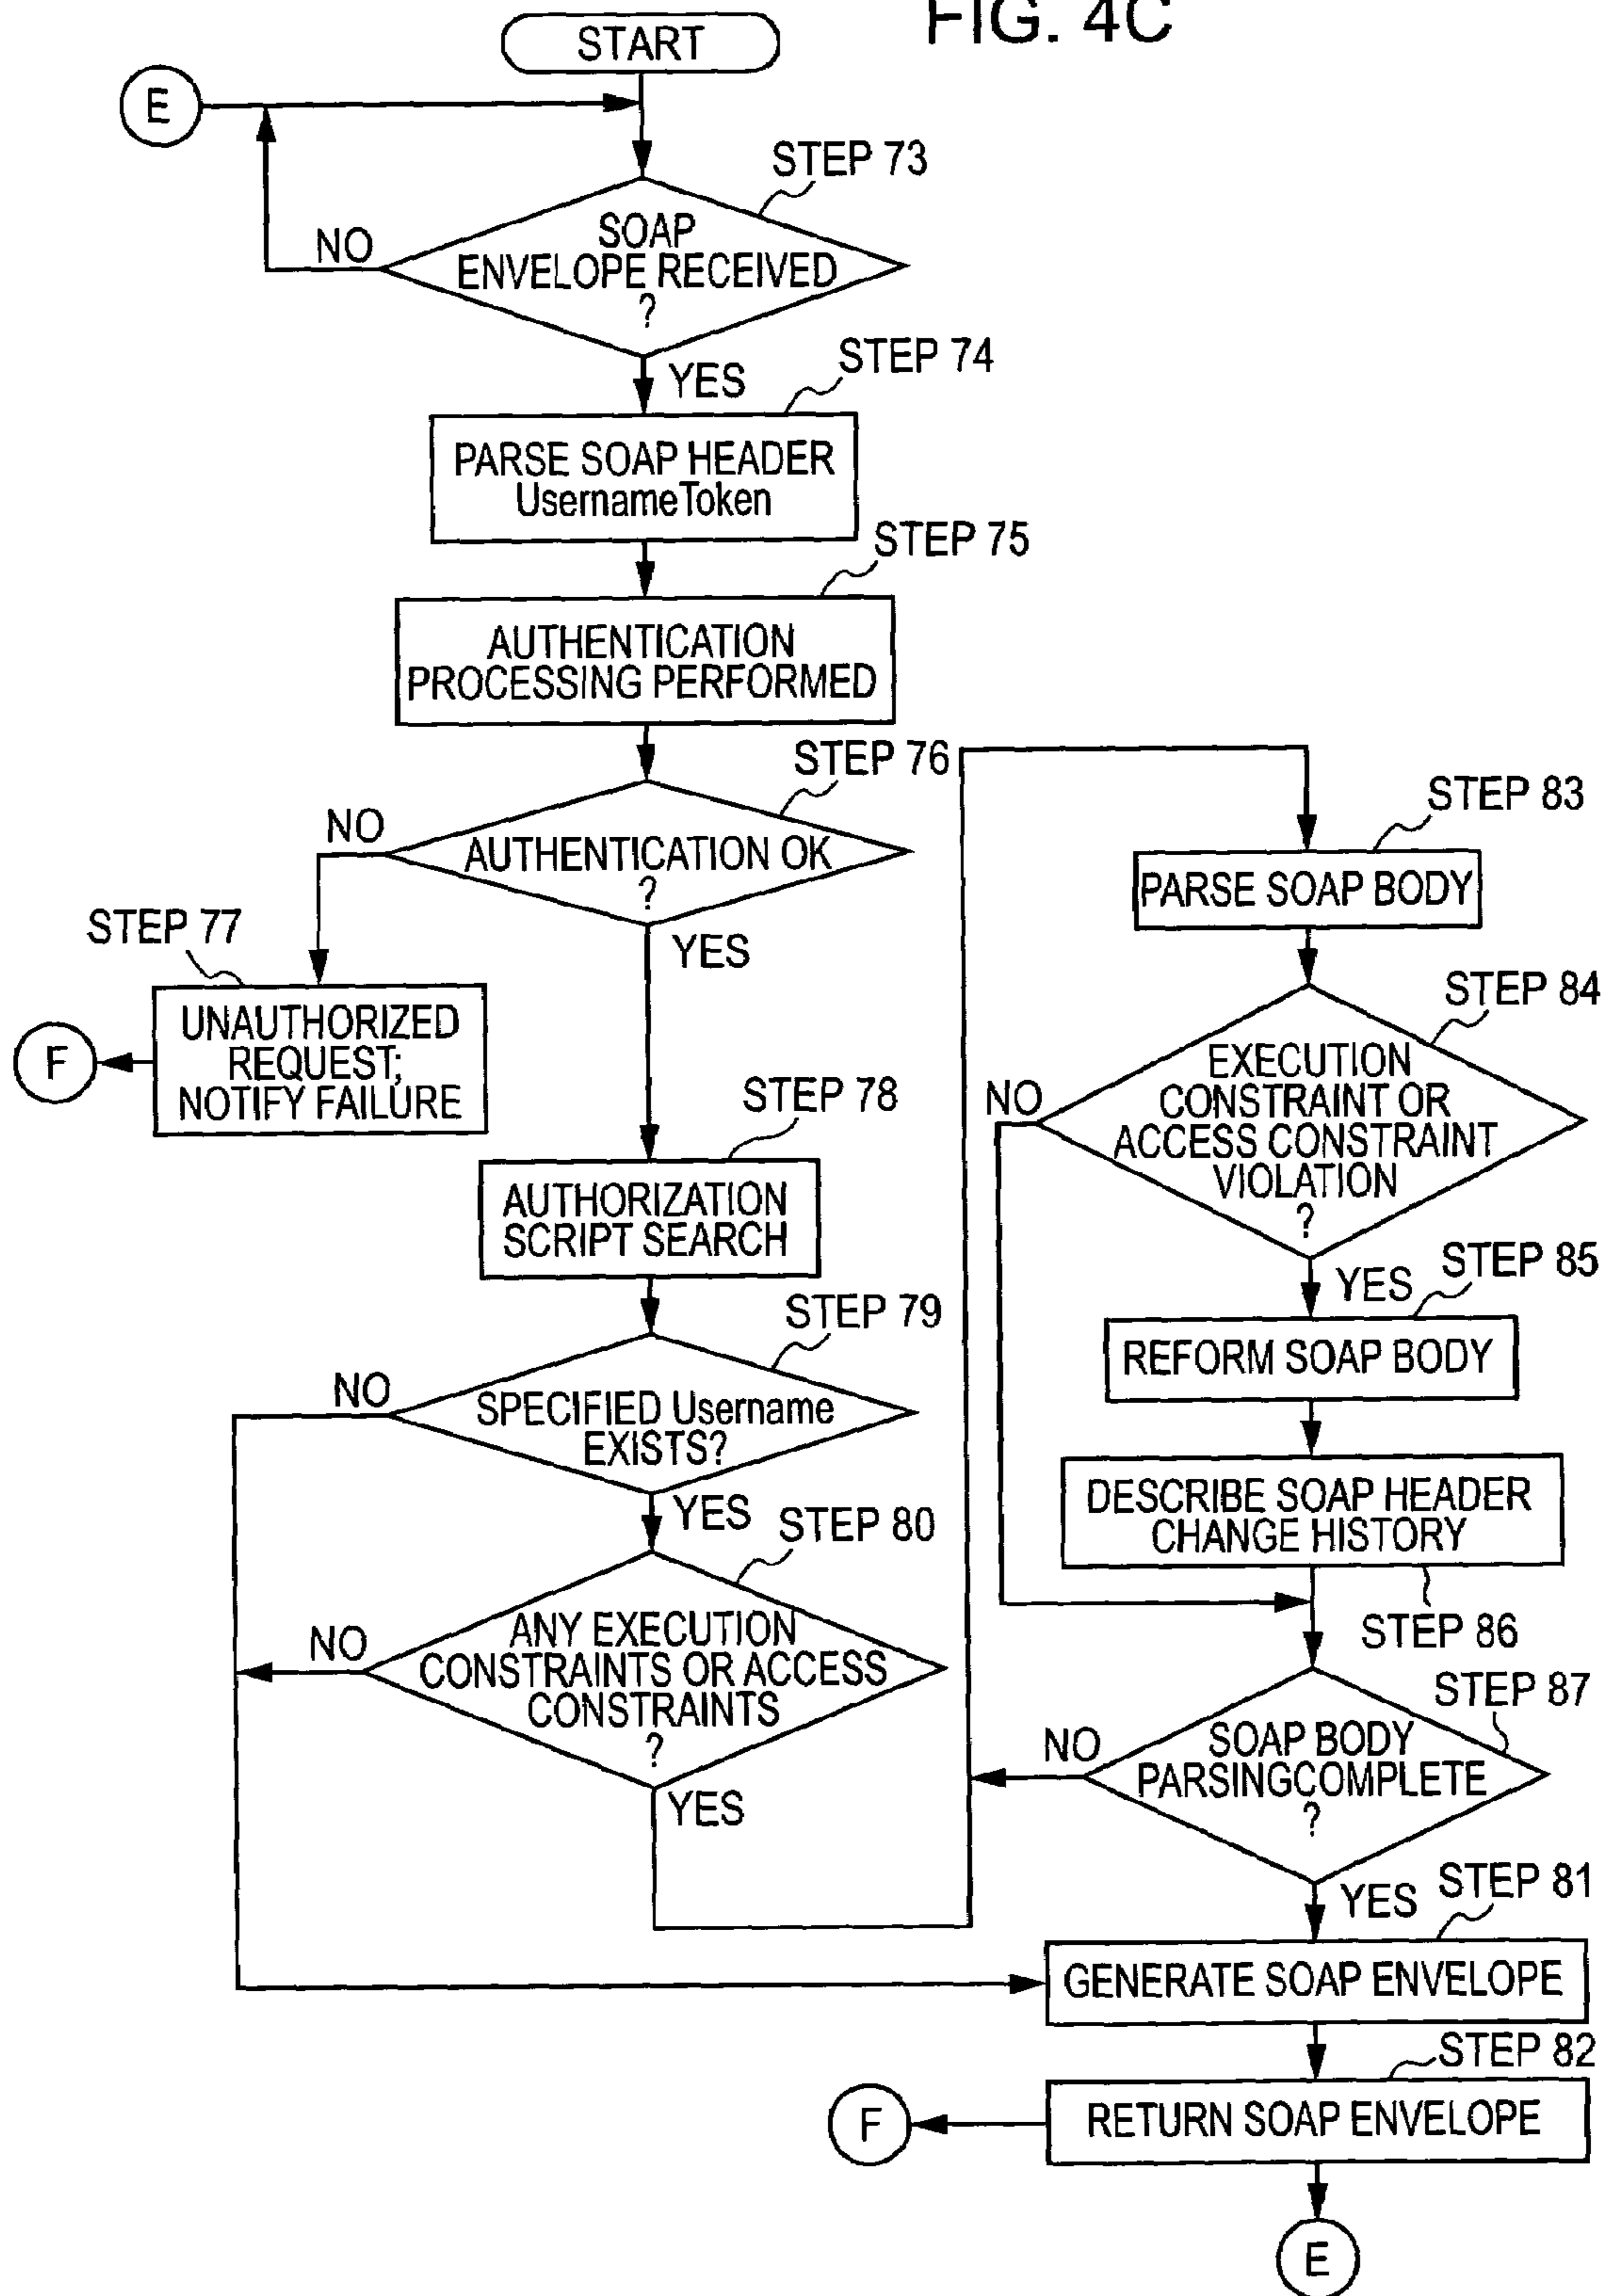 FIG. 4C
START
E
STEP 73
SOAP
ENVELOPE RECEIVED
?
NO
YES
STEP 74
PARSE SOAP HEADER
UsernameToken
STEP 75
AUTHENTICATION
PROCESSING PERFORMED
STEP 76
AUTHENTICATION OK
?
NO
YES
STEP 77
UNAUTHORIZED
REQUEST;
NOTIFY FAILURE
F
STEP 78
AUTHORIZATION
SCRIPT SEARCH
STEP 79
SPECIFIED Username
EXISTS?
NO
YES
STEP 80
ANY EXECUTION
CONSTRAINTS OR ACCESS
CONSTRAINTS
?
NO
YES
STEP 83
PARSE SOAP BODY
STEP 84
EXECUTION
CONSTRAINT OR
ACCESS CONSTRAINT
VIOLATION
?
NO
YES
STEP 85
REFORM SOAP BODY
DESCRIBE SOAP HEADER
CHANGE HISTORY
STEP 86
STEP 87
SOAP BODY
PARSINGCOMPLETE
?
NO
YES
STEP 81
GENERATE SOAP ENVELOPE
STEP 82
RETURN SOAP ENVELOPE
F
E